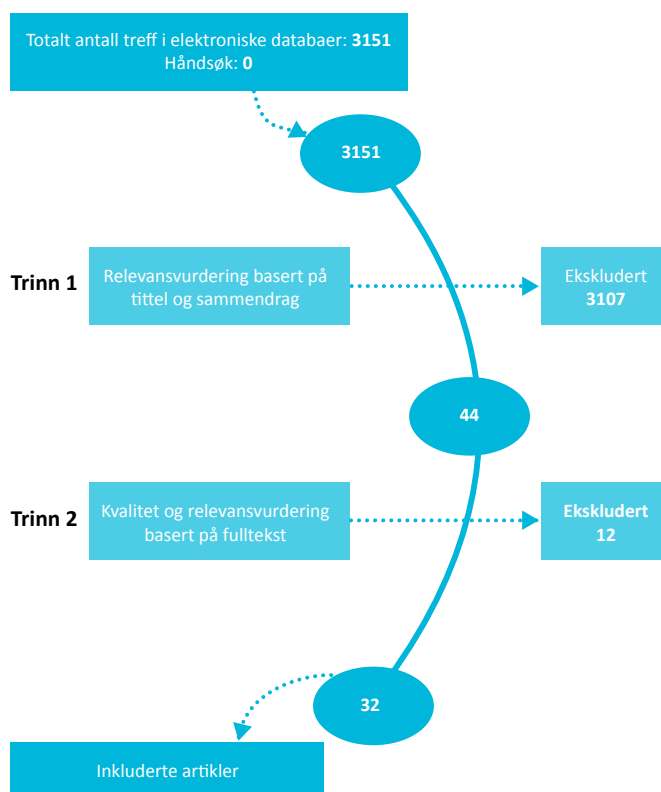 Totalt antall treff i elektroniske databaer: 3151
Håndsøk: 0
3151
Trinn 1
Relevansvurdering basert på
tittel og sammendrag
Ekskludert
3107
44
Trinn 2
Kvalitet og relevansvurdering
basert på fulltekst
Ekskludert
12
32
Inkluderte artikler